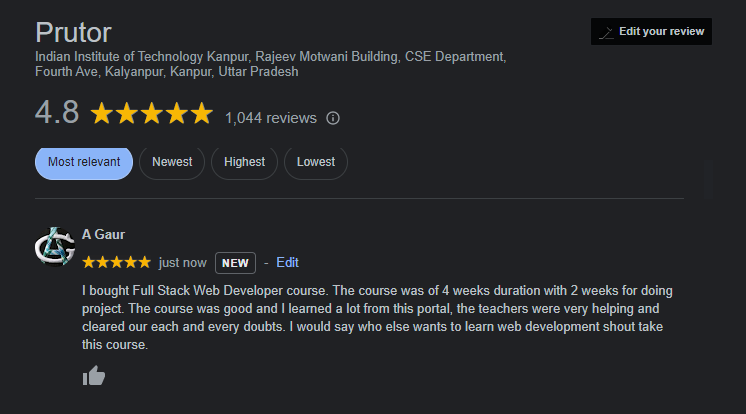 Prutor
Edit your review
Indian Institute of Technology Kanpur, Rajeev Motwani Building, CSE Department,
Fourth Ave, Kalyanpur, Kanpur, Uttar Pradesh
4.8 1,044 reviews
Most relevant Newest Highest Lowest
A Gaur
just now NEW - Edit
I bought Full Stack Web Developer course. The course was of 4 weeks duration with 2 weeks for doing
project. The course was good and I learned a lot from this portal, the teachers were very helping and
cleared our each and every doubts. I would say who else wants to learn web development shout take
this course.